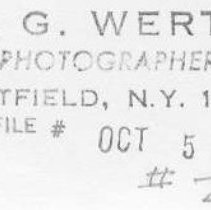 G. WERT
PHOTOGRAPHER
TFIELD, N.Y. 1
FILE # OCT 5
#